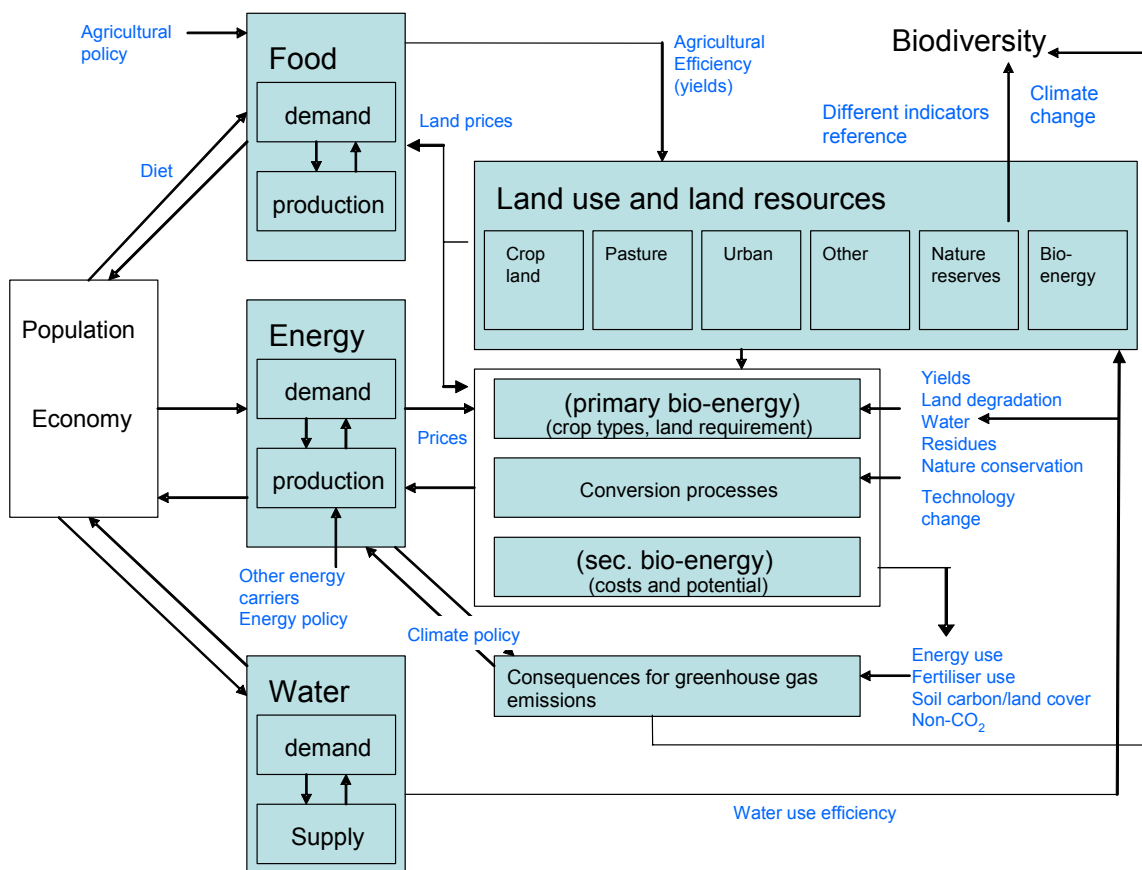 Agricultural
policy
Food
demand
production
Diet
Land prices
Agricultural
Efficiency
(yields)
Biodiversity
Different indicators
reference
Climate
change
Land use and land resources
Crop
land
Pasture
Urban
Other
Nature
reserves
Bio-
energy
Population
Economy
Energy
demand
production
Prices
Other energy
carriers
Energy policy
(primary bio-energy)
(crop types, land requirement)
Conversion processes
(sec. bio-energy)
(costs and potential)
Yields
Land degradation
Water
Residues
Nature conservation
Technology
change
Climate policy
Consequences for greenhouse gas
emissions
Energy use
Fertiliser use
Soil carbon/land cover
Non-CO₂
Water
demand
Supply
Water use efficiency